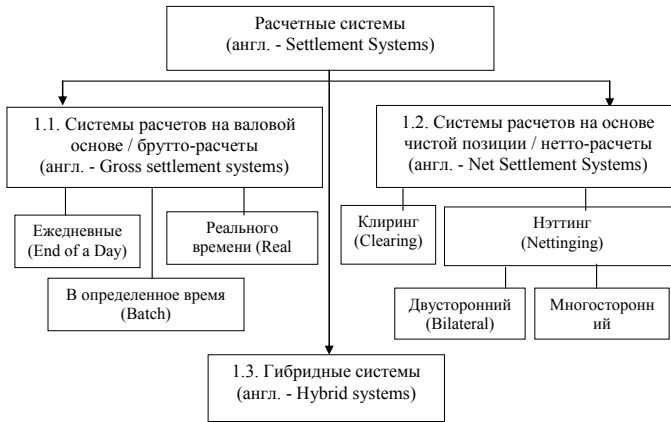 Расчетные системы
(англ. - Settlement Systems)
1.1. Системы расчетов на валовой
основе / брутто-расчеты
(англ. - Gross settlement systems)
1.2. Системы расчетов на основе
чистой позиции / нетто-расчеты
(англ. - Net Settlement Systems)
Ежедневные
(End of a Day)
Реального
времени (Real
Клиринг
(Clearing)
Нэттинг
(Nettinging)
В определенное время
(Batch)
Двусторонний
(Bilateral)
Многосторонн
ий
1.3. Гибридные системы
(англ. - Hybrid systems)